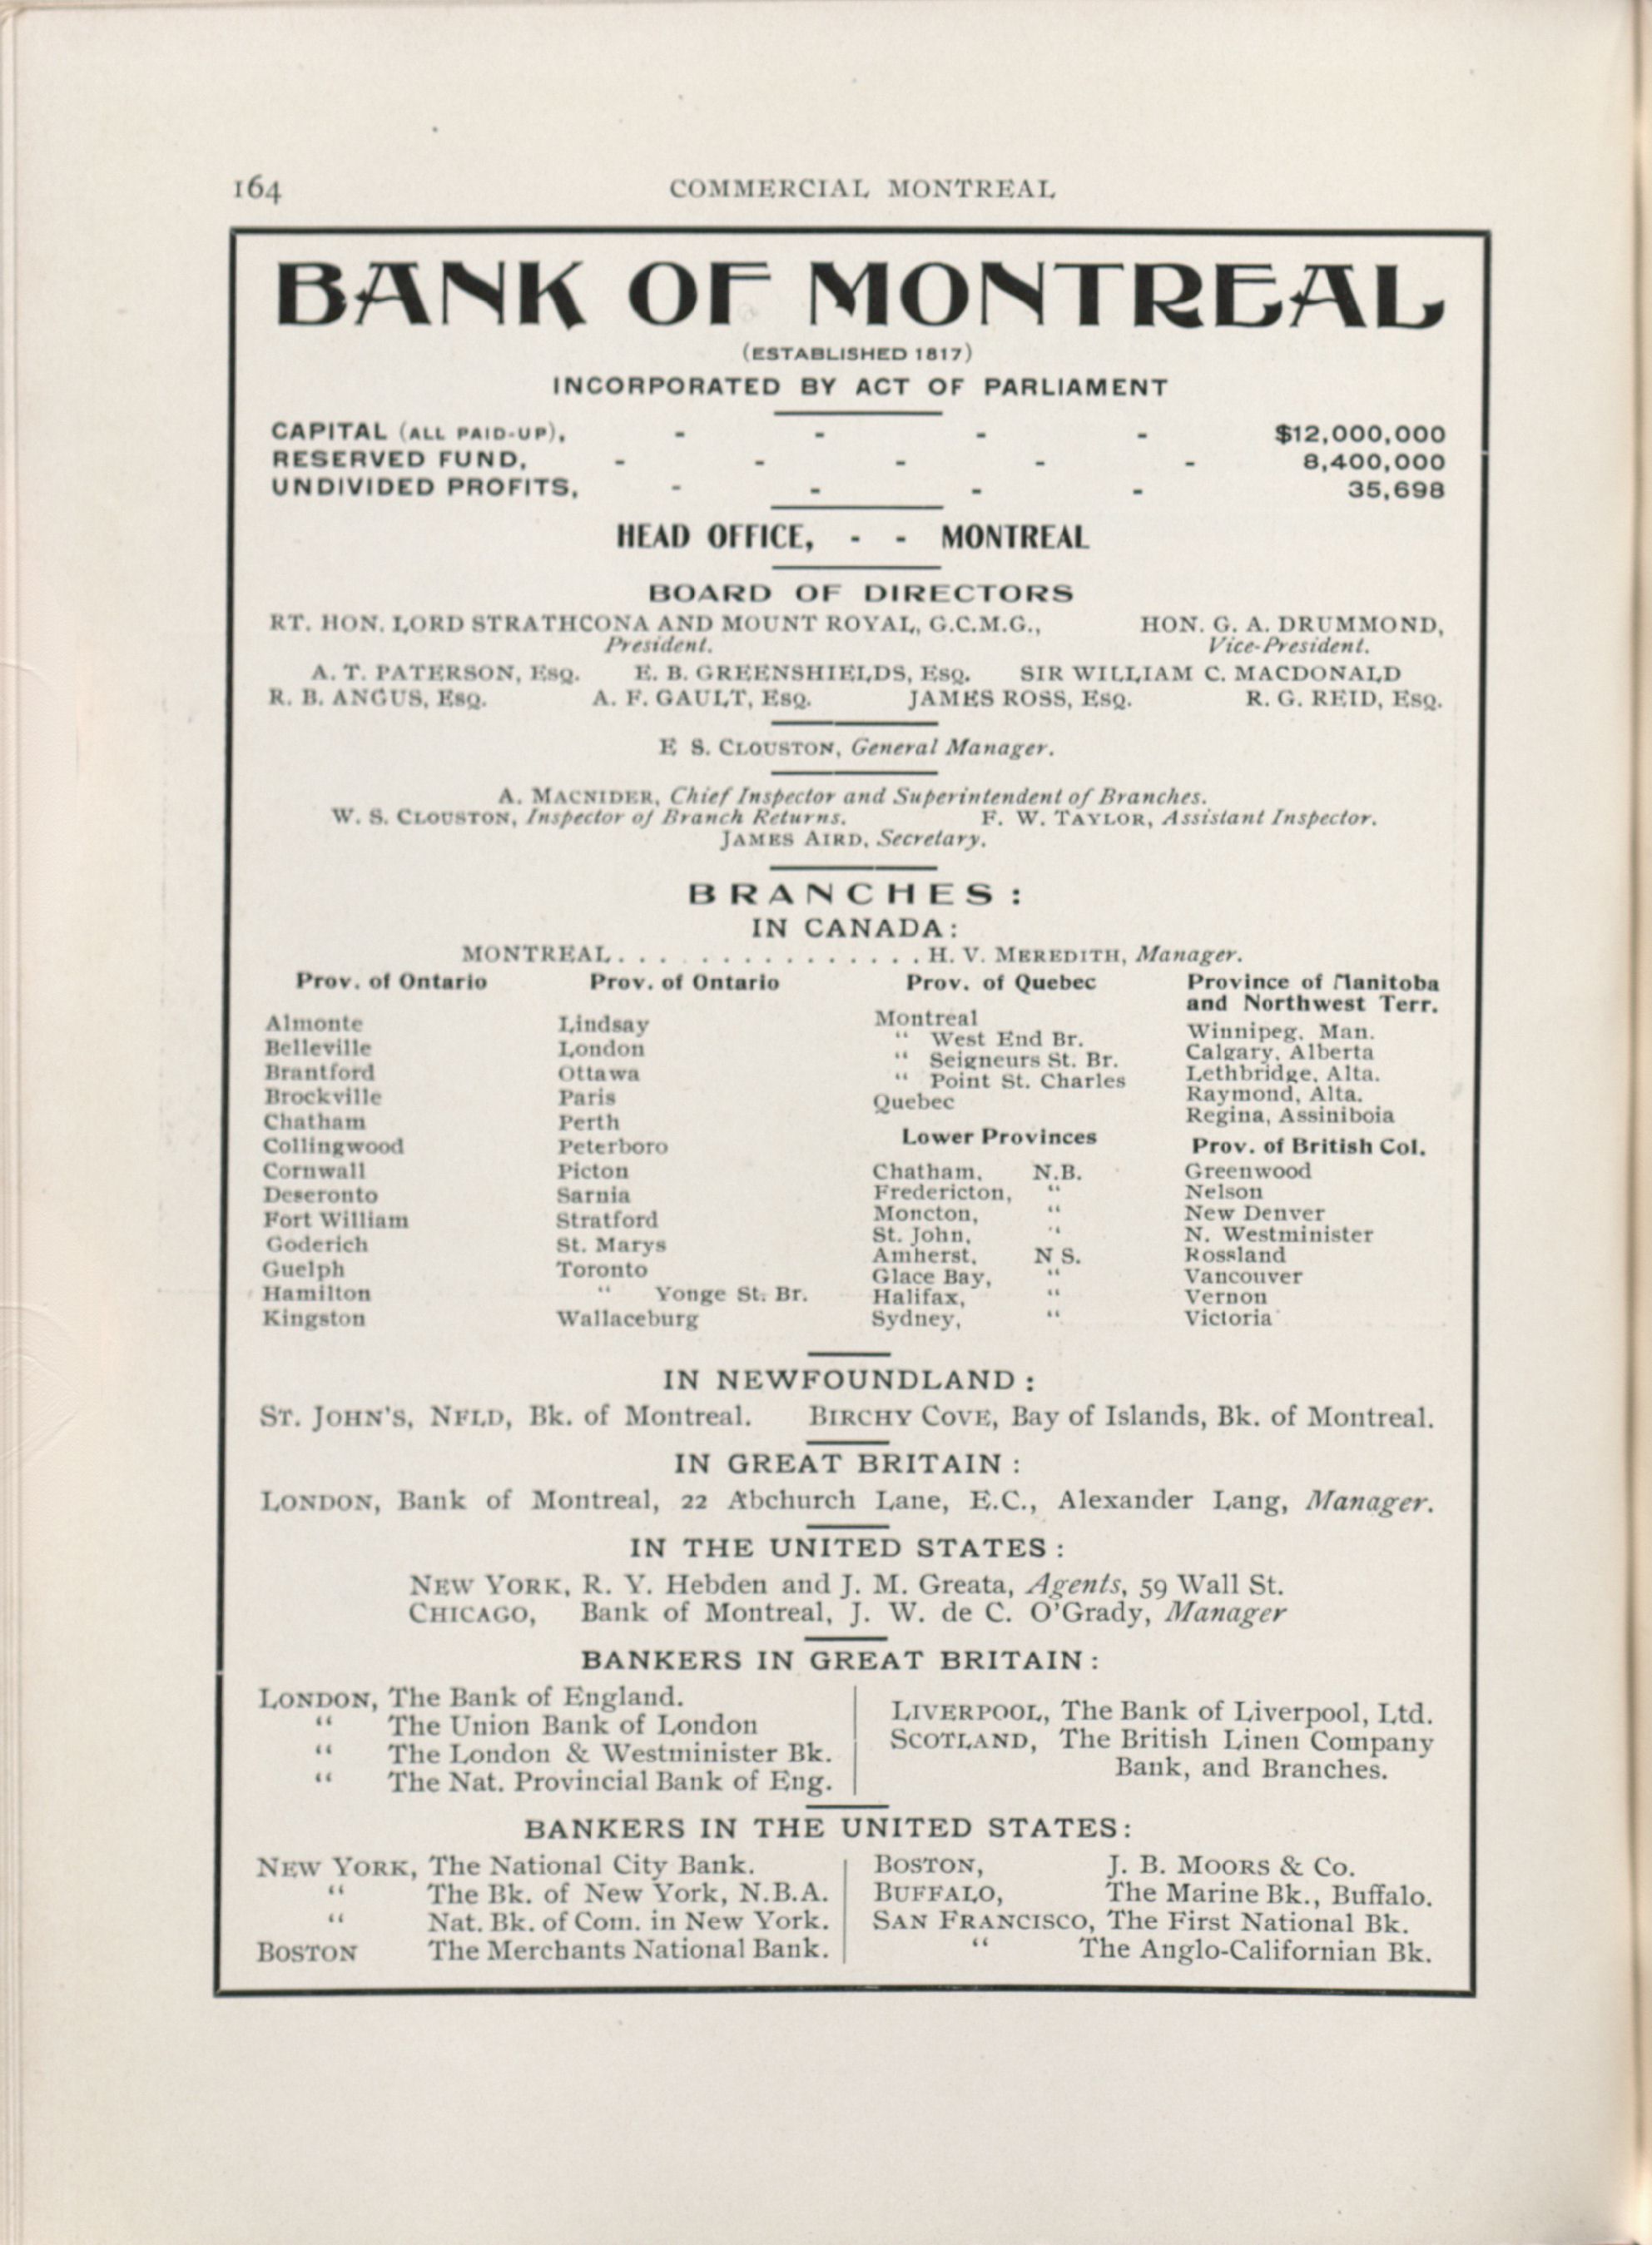 164
COMMERCIAL MONTREAL
BANK OF MONTREAL
(ESTABLISHED 1817)
INCORPORATED BY ACT OF PARLIAMENT
CAPITAL (ALL PAID-UP), - - - - $12,000,000
RESERVED FUND, - - - - - 8,400,000
UNDIVIDED PROFITS, - - - - 35,698
HEAD OFFICE, - - MONTREAL
BOARD OF DIRECTORS
RT. HON. LORD STRATHCONA AND MOUNT ROYAL, G.C.M.G., HON. G. A. DRUMMOND,
President. Vice-President.
A. T. PATERSON, ESQ. E. B. GREENSHIELDS, ESQ. SIR WILLIAM C. MACDONALD
R. B. ANGUS, ESQ. A. F. GAULT, ESQ. JAMES ROSS, ESQ. R. G. REID, ESQ.
E S. CLOUSTON, General Manager.
A. MACNIDER, Chief Inspector and Superintendent of Branches.
W. S. CLOUSTON, Inspector of Branch Returns. F. W. TAYLOR, Assistant Inspector.
JAMES AIRD, Secretary.
BRANCHES:
IN CANADA:
MONTREAL. . . . . . . . . . . . . . . . H. V. MEREDITH, Manager.
Prov. of Ontario
Almonte
Belleville
Brantford
Brockville
Chatham
Collingwood
Cornwall
Deseronto
Fort William
Goderich
Guelph
Hamilton
Kingston
Prov. of Ontario
Lindsay
London
Ottawa
Paris
Perth
Peterboro
Picton
Sarnia
Stratford
St. Marys
Toronto
" Yonge St. Br.
Wallaceburg
Prov. of Quebec
Montreal
" West End Br.
" Seigneurs St. Br.
" Point St. Charles
Quebec
Lower Provinces
Chatham, N.B.
Fredericton, "
Moncton, "
St. John, "
Amherst, N S.
Glace Bay, "
Halifax, "
Sydney, "
Province of Manitoba
and Northwest Terr.
Winnipeg, Man.
Calgary, Alberta
Lethbridge, Alta.
Raymond, Alta.
Regina, Assiniboia
Prov. of British Col.
Greenwood
Nelson
New Denver
N. Westminister
Rossland
Vancouver
Vernon
Victoria
IN NEWFOUNDLAND:
ST. JOHN'S, NFLD, Bk. of Montreal. BIRCHY COVE, Bay of Islands, Bk. of Montreal.
IN GREAT BRITAIN:
LONDON, Bank of Montreal, 22 Abchurch Lane, E.C., Alexander Lang, Manager.
IN THE UNITED STATES:
NEW YORK, R. Y. Hebden and J. M. Greata, Agents, 59 Wall St.
CHICAGO, Bank of Montreal, J. W. de C. O'Grady, Manager
BANKERS IN GREAT BRITAIN:
LONDON, The Bank of England.
" The Union Bank of London
" The London & Westminister Bk.
" The Nat. Provincial Bank of Eng.
LIVERPOOL, The Bank of Liverpool, Ltd.
SCOTLAND, The British Linen Company
Bank, and Branches.
BANKERS IN THE UNITED STATES:
NEW YORK, The National City Bank.
" The Bk. of New York, N.B.A.
" Nat. Bk. of Com. in New York.
BOSTON The Merchants National Bank.
BOSTON, J. B. MOORS & Co.
BUFFALO, The Marine Bk., Buffalo.
SAN FRANCISCO, The First National Bk.
" The Anglo-Californian Bk.